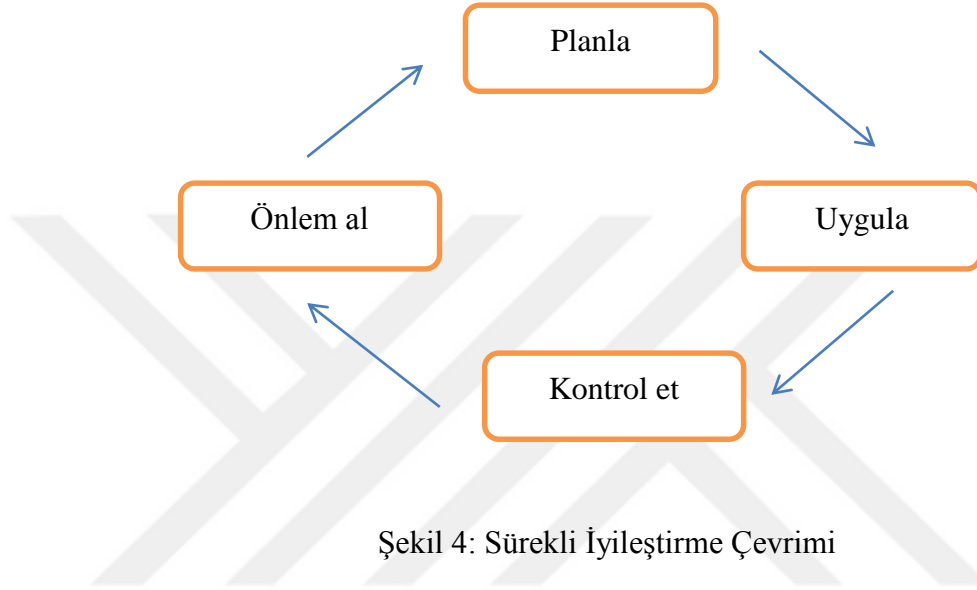 Planla
Önlem al
Uygula
Kontrol et
Şekil 4: Sürekli İyileştirme Çevrimi